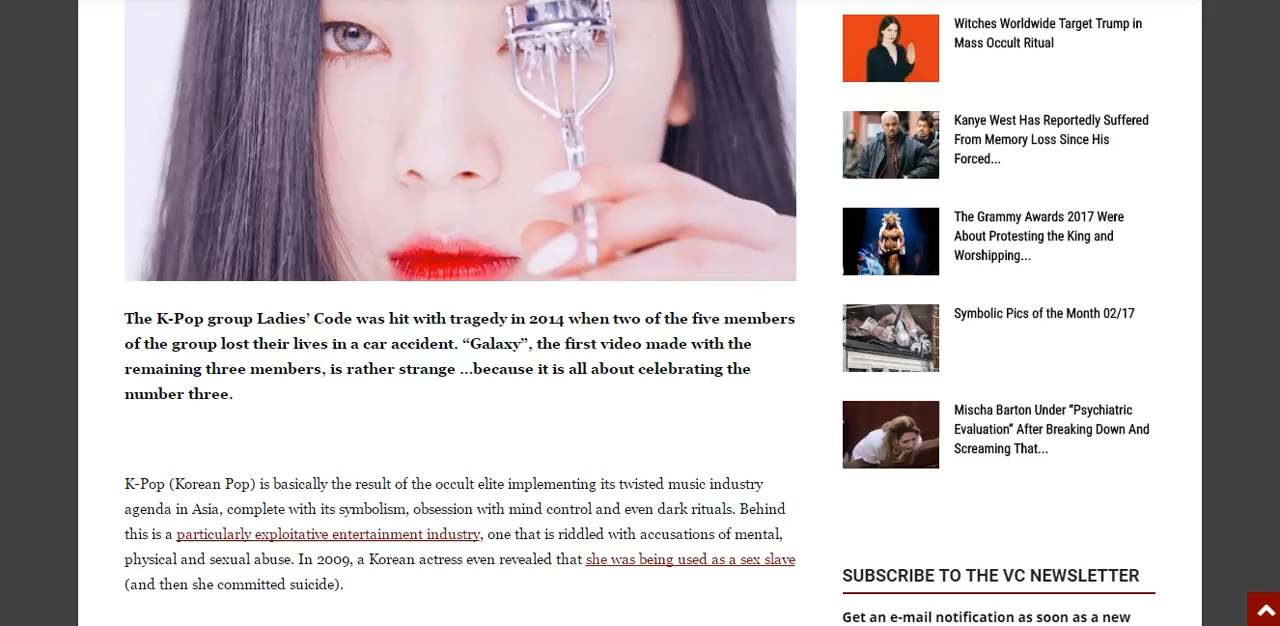 The K-Pop group Ladies’ Code was hit with tragedy in 2014 when two of the five members
of the group lost their lives in a car accident. “Galaxy”, the first video made with the
remaining three members, is rather strange …because it is all about celebrating the
number three.
K-Pop (Korean Pop) is basically the result of the occult elite implementing its twisted music industry
agenda in Asia, complete with its symbolism, obsession with mind control and even dark rituals. Behind
this is a particularly exploitative entertainment industry, one that is riddled with accusations of mental,
physical and sexual abuse. In 2009, a Korean actress even revealed that she was being used as a sex slave
(and then she committed suicide).
Witches Worldwide Target Trump in
Mass Occult Ritual
Kanye West Has Reportedly Suffered
From Memory Loss Since His
Forced...
The Grammy Awards 2017 Were
About Protesting the King and
Worshipping...
Symbolic Pics of the Month 02/17
Mischa Barton Under “Psychiatric
Evaluation” After Breaking Down And
Screaming That...
SUBSCRIBE TO THE VC NEWSLETTER
Get an e-mail notification as soon as a new